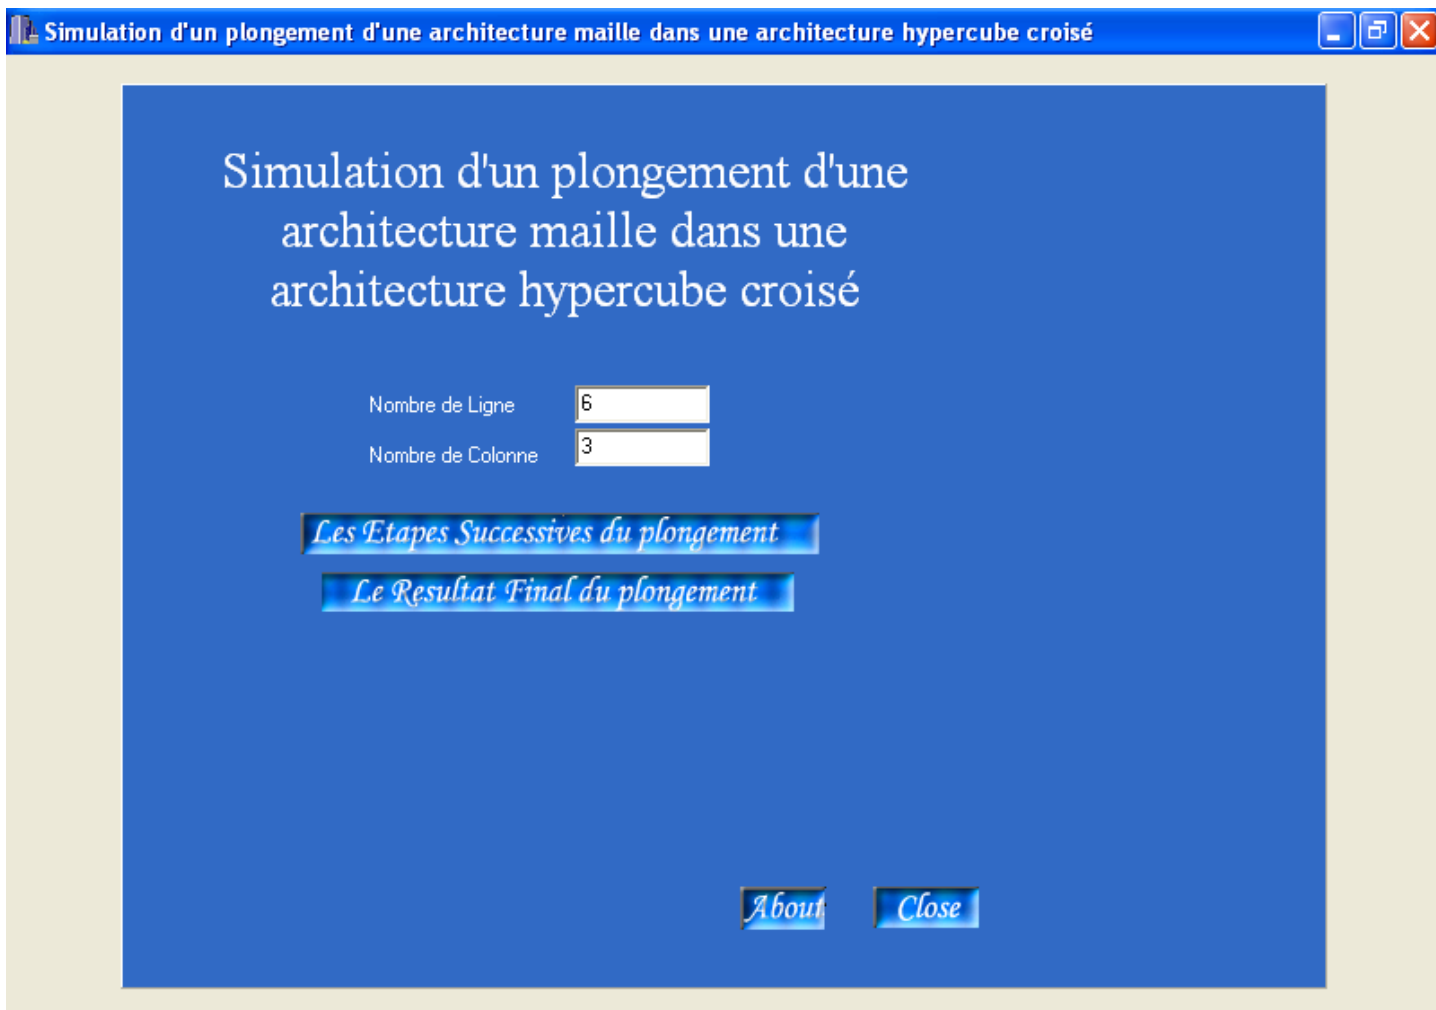 Simulation d'un plongement d'une architecture maille dans une architecture hypercube croisé
Simulation d'un plongement d'une
architecture maille dans une
architecture hypercube croisé
Nombre de Ligne 6
Nombre de Colonne 3
Les Etapes Successives du plongement
Le Resultat Final du plongement
About Close